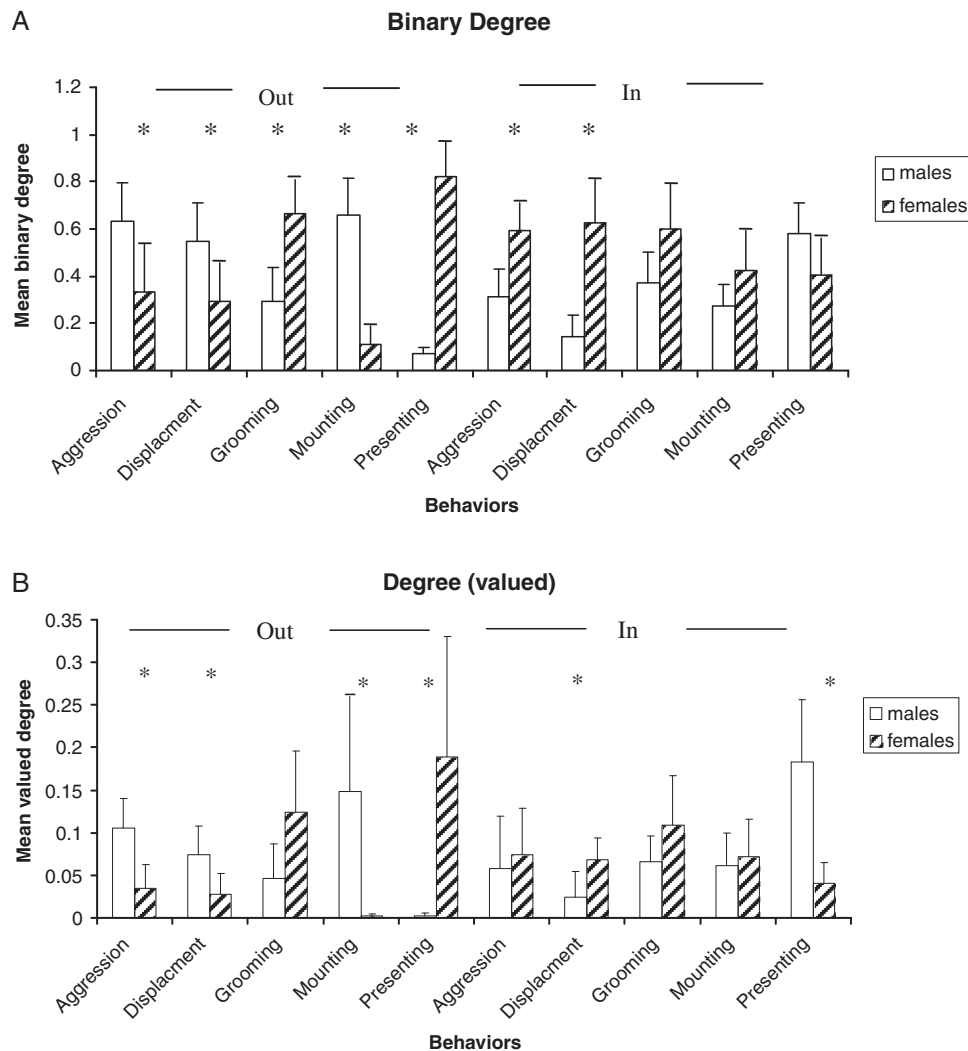 A
Binary Degree
Out
In
* * * * * * *
Mean binary degree
1.2
1
0.8
0.6
0.4
0.2
0
males
females
Aggression
Displacment
Grooming
Mounting
Presenting
Aggression
Displacment
Grooming
Mounting
Presenting
Behaviors
B
Degree (valued)
Out
In
* * * * * *
Mean valued degree
0.35
0.3
0.25
0.2
0.15
0.1
0.05
0
males
females
Aggression
Displacment
Grooming
Mounting
Presenting
Aggression
Displacment
Grooming
Mounting
Presenting
Behaviors